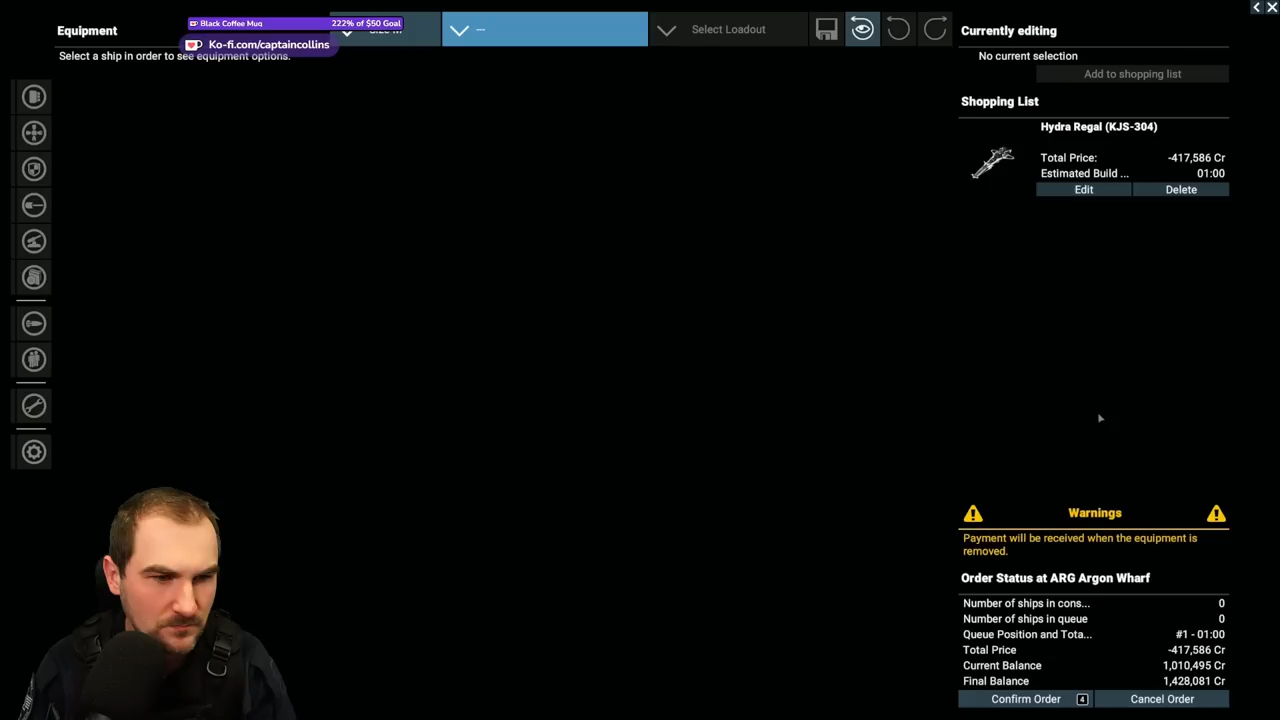 Equipment
Black Coffee Mug 222% of $50 Goal
Ko-fi.com/captaincollins
—
Select Loadout
Select a ship in order to see equipment options.
Currently editing
No current selection
Add to shopping list
Shopping List
Hydra Regal (KJS-304)
Total Price: -417,586 Cr
Estimated Build ... 01:00
Edit Delete
Warnings
Payment will be received when the equipment is
removed.
Order Status at ARG Argon Wharf
Number of ships in cons... 0
Number of ships in queue 0
Queue Position and Tota... #1 - 01:00
Total Price -417,586 Cr
Current Balance 1,010,495 Cr
Final Balance 1,428,081 Cr
Confirm Order 4 Cancel Order